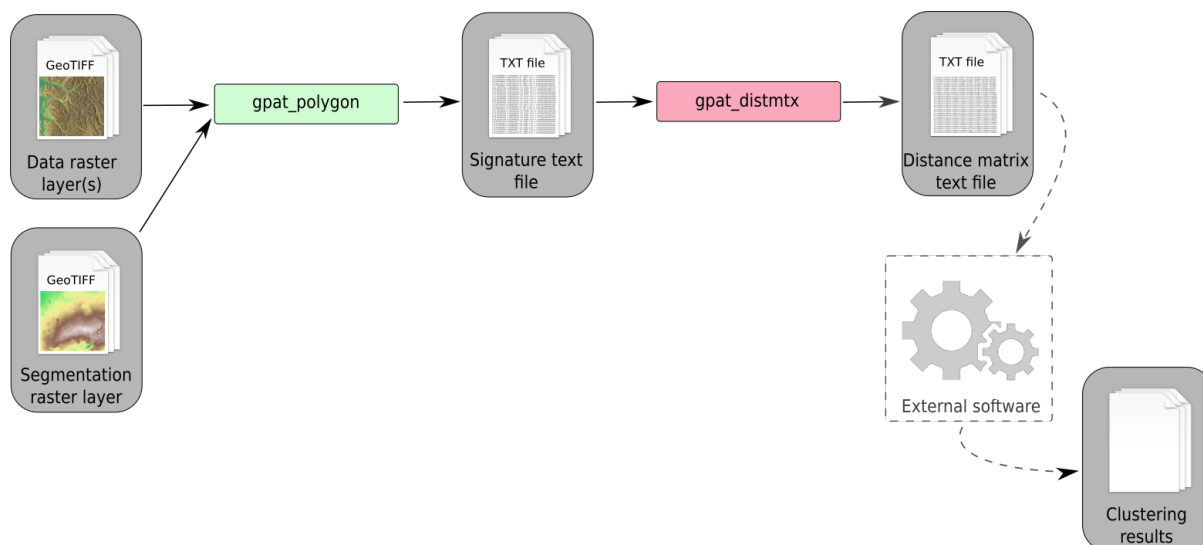 GeoTIFF
Data raster
layer(s)
gpat_polygon
TXT file
Signature text
file
gpat_distmtx
TXT file
Distance matrix
text file
GeoTIFF
Segmentation
raster layer
External software
Clustering
results